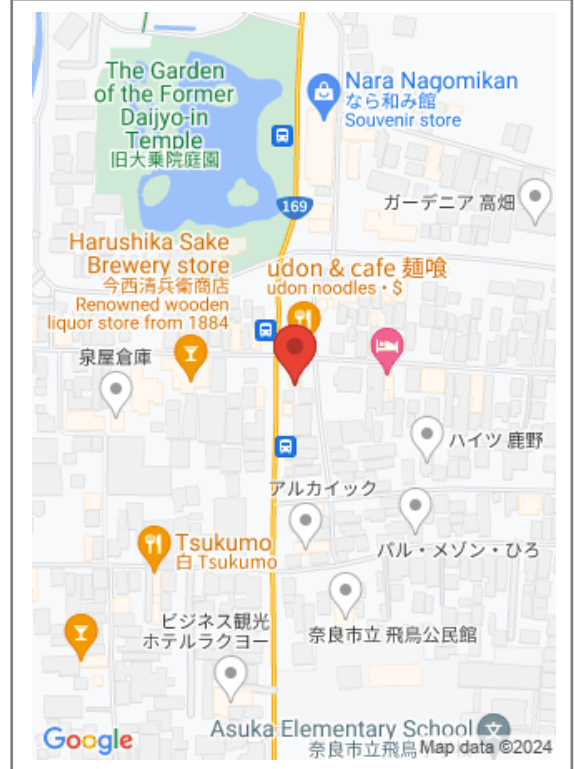 The Garden
of the Former
Daijyo-in
Temple
旧大乗院庭園
Nara Nagomikan
なら和み館
Souvenir store
169
ガーデニア 高畑
Harushika Sake
Brewery store
今西清兵衛商店
Renowned wooden
liquor store from 1884
udon & cafe 麺喰
udon noodles • $
泉屋倉庫
ハイツ 鹿野
アルカイック
パル・メゾン・ひろ
Tsukumo
白 Tsukumo
ビジネス観光
ホテルラクヨー
奈良市立 飛鳥公民館
Asuka Elementary School
奈良市立飛鳥
Google
Map data ©2024